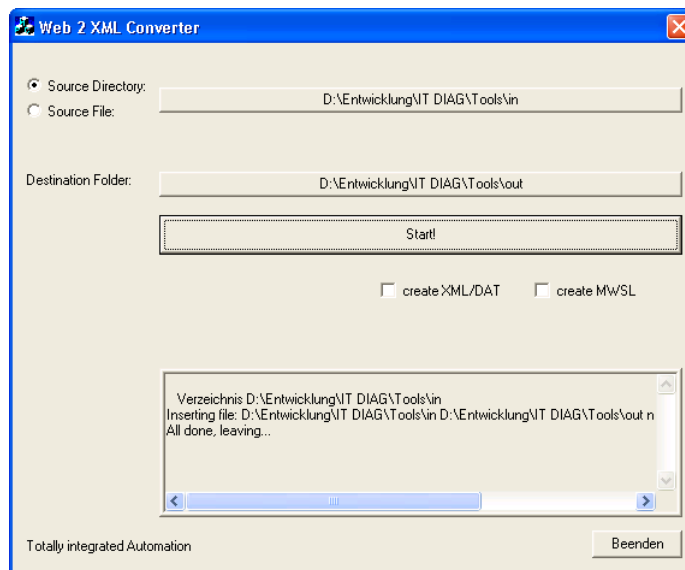 Web 2 XML Converter
Source Directory:
D:\Entwicklung\IT DIAG\Tools\in
Source File:
Destination Folder:
D:\Entwicklung\IT DIAG\Tools\out
Start!
create XML/DAT
create MWSL
Verzeichnis D:\Entwicklung\IT DIAG\Tools\in
Inserting file: D:\Entwicklung\IT DIAG\Tools\in D:\Entwicklung\IT DIAG\Tools\out n
All done, leaving...
Totally integrated Automation
Beenden